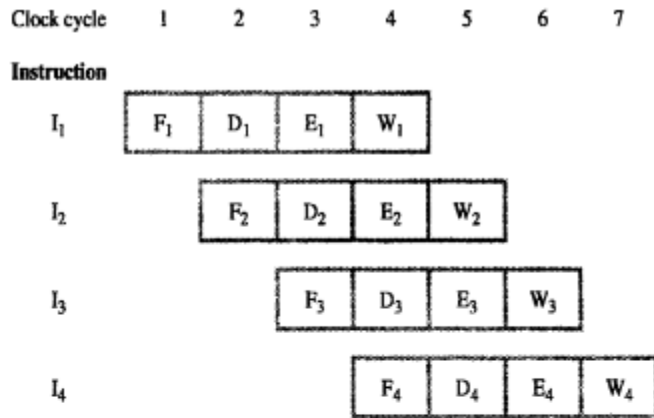 Clock cycle 1 2 3 4 5 6 7
Instruction
I₁ F₁ D₁ E₁ W₁
I₂ F₂ D₂ E₂ W₂
I₃ F₃ D₃ E₃ W₃
I₄ F₄ D₄ E₄ W₄